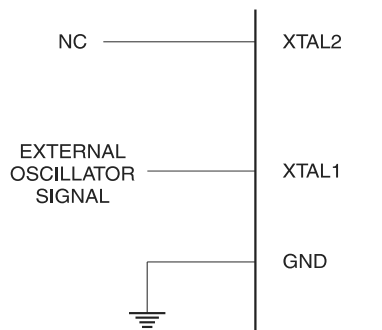 NC
XTAL2
EXTERNAL
OSCILLATOR
SIGNAL
XTAL1
GND